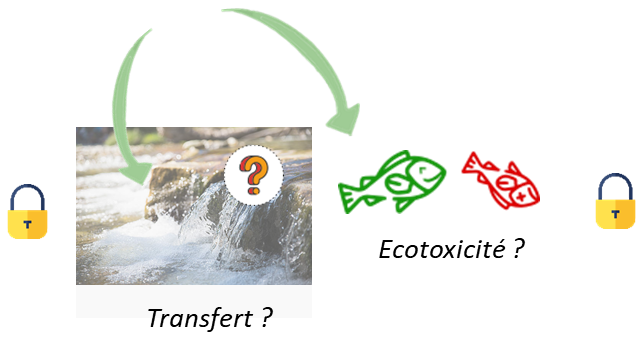 ?
Ecotoxicité ?
Transfert ?